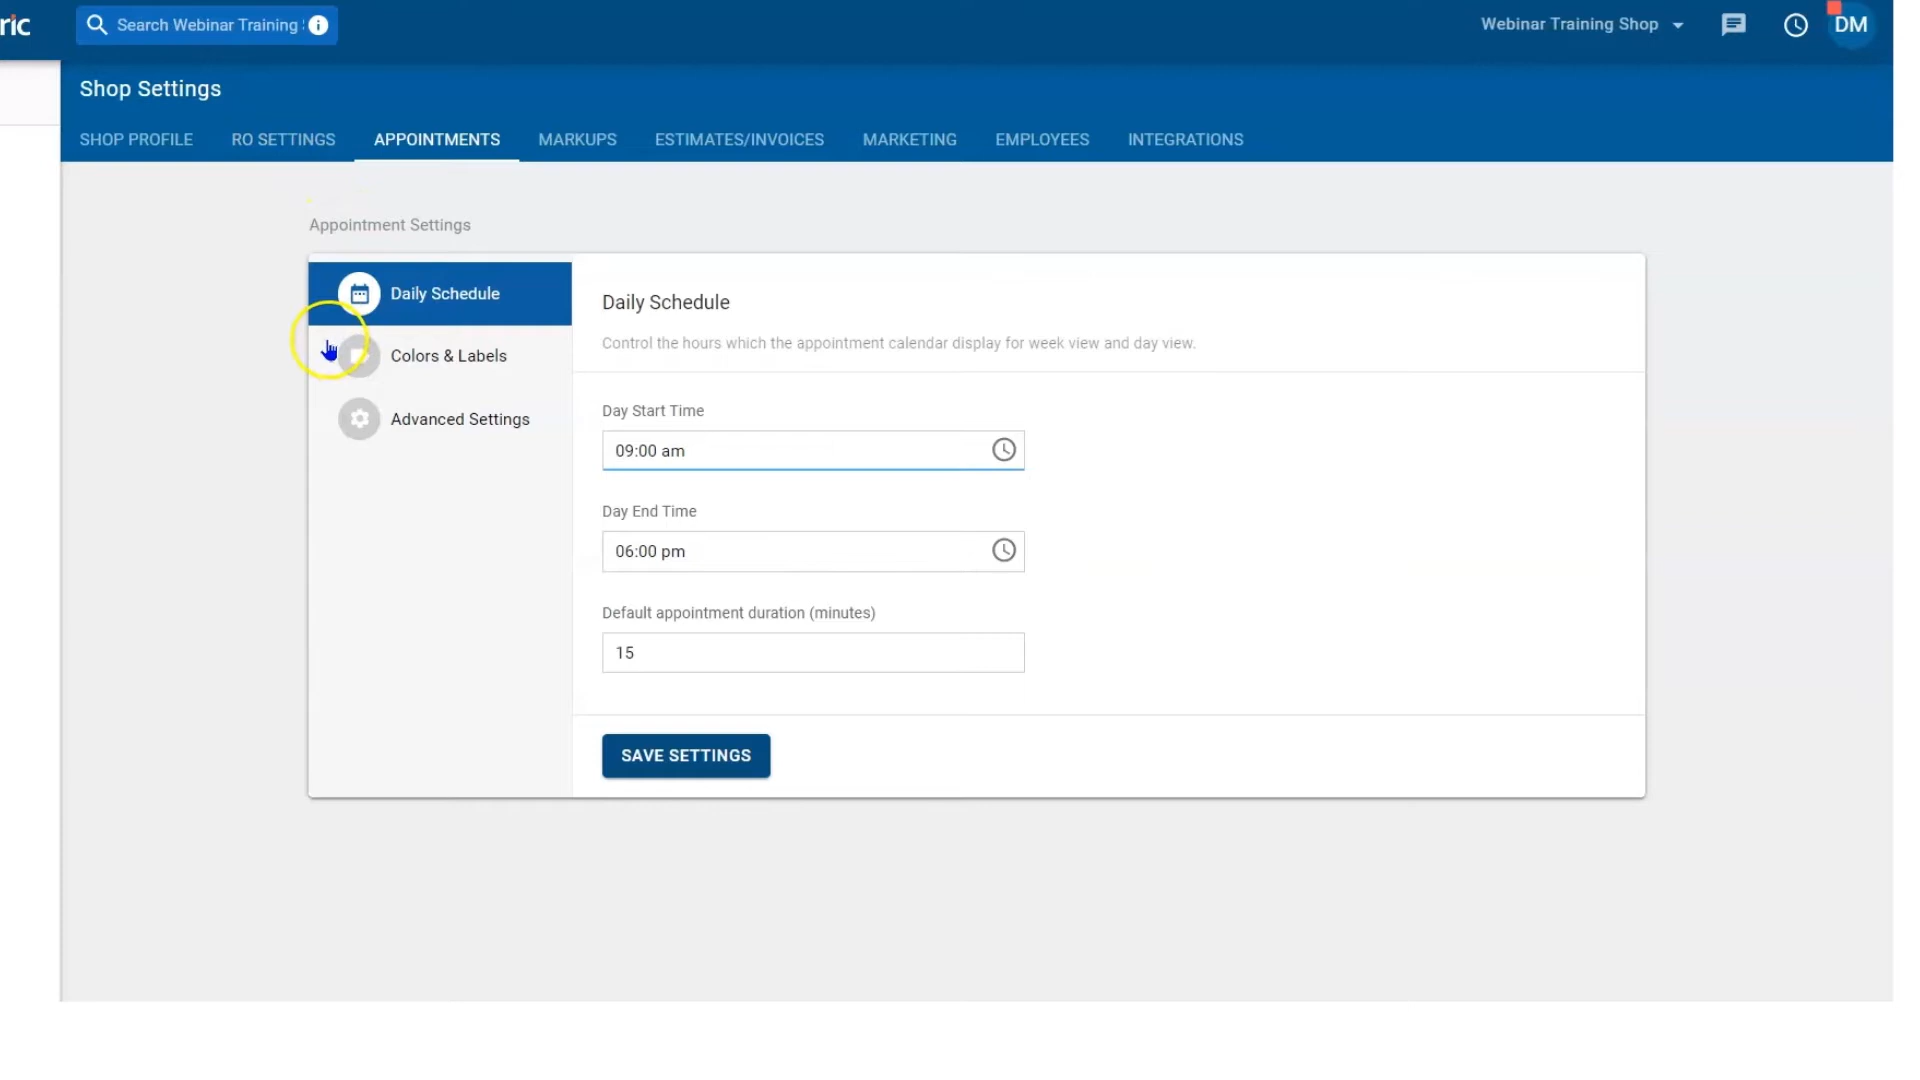 ric
Search Webinar Training
Webinar Training Shop
DM
Shop Settings
SHOP PROFILE
RO SETTINGS
APPOINTMENTS
MARKUPS
ESTIMATES/INVOICES
MARKETING
EMPLOYEES
INTEGRATIONS
Appointment Settings
Daily Schedule
Colors & Labels
Advanced Settings
Daily Schedule
Control the hours which the appointment calendar display for week view and day view.
Day Start Time
09:00 am
Day End Time
06:00 pm
Default appointment duration (minutes)
15
SAVE SETTINGS